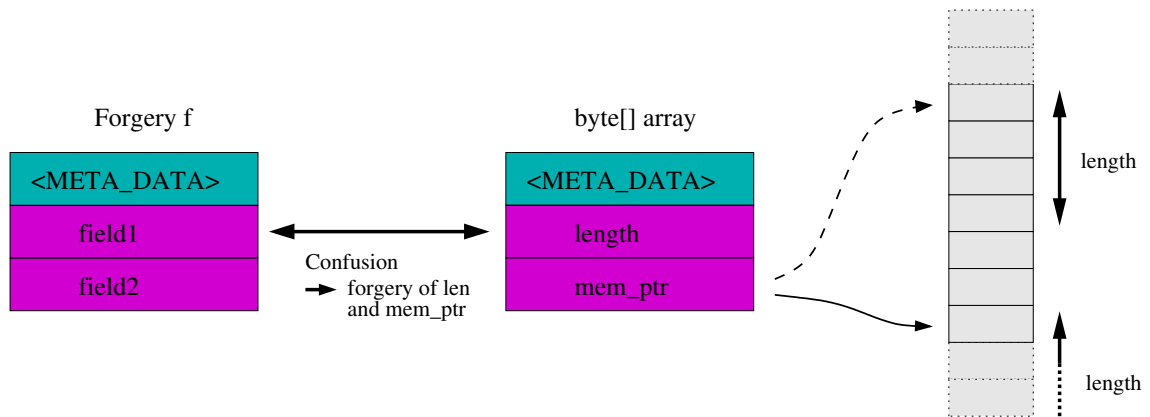 Forgery f
<META_DATA>
field1
field2
Confusion
forgery of len
and mem_ptr
byte[] array
<META_DATA>
length
mem_ptr
length
length